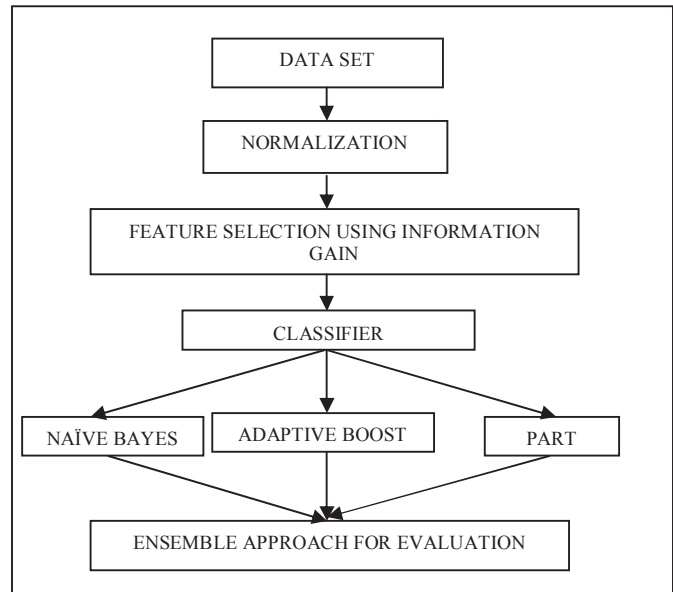 DATA SET
NORMALIZATION
FEATURE SELECTION USING INFORMATION
GAIN
CLASSIFIER
NAÏVE BAYES
ADAPTIVE BOOST
PART
ENSEMBLE APPROACH FOR EVALUATION